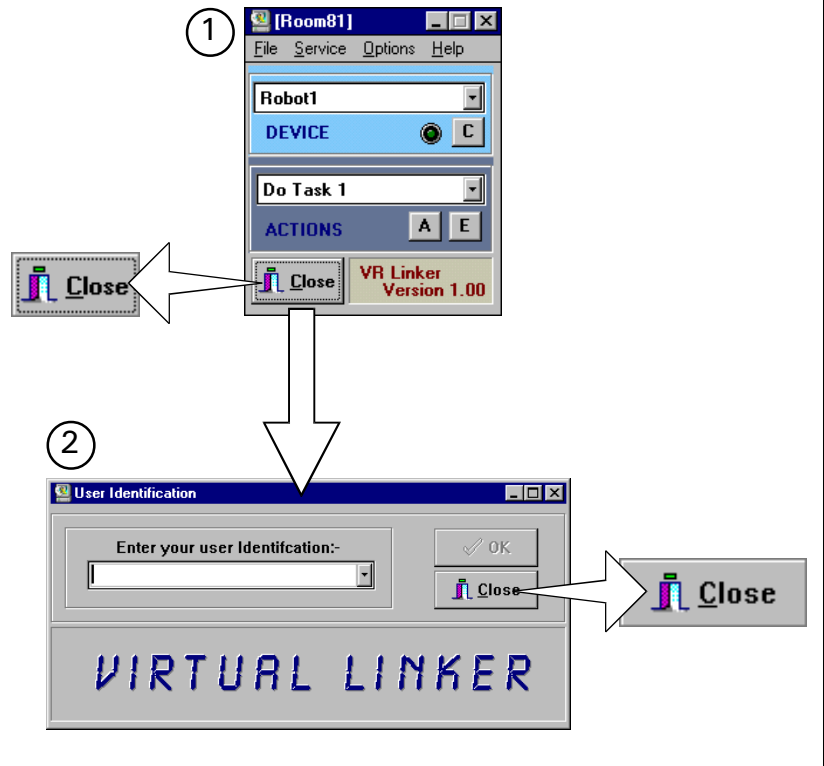 1
[Room81]
File Service Options Help
Robot1
DEVICE C
Do Task 1
ACTIONS A E
Close
Close
VR Linker
Version 1.00
2
User Identification
Enter your user Identifcation:-
OK
Close
Close
VIRTUAL LINKER